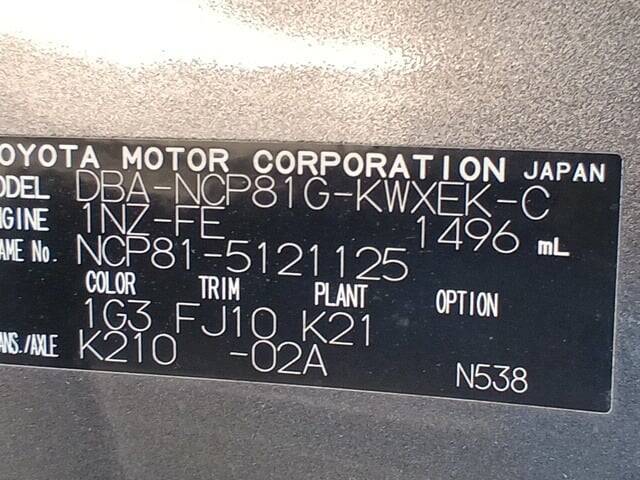 OYOTA MOTOR CORPORATION JAPAN
ODEL DBA-NCP81G-KWXEK-C
NGINE 1NZ-FE 1496 mL
AME No. NCP81-5121125
COLOR TRIM PLANT OPTION
1G3 FJ10 K21
ANS./AXLE K210 -02A
N538